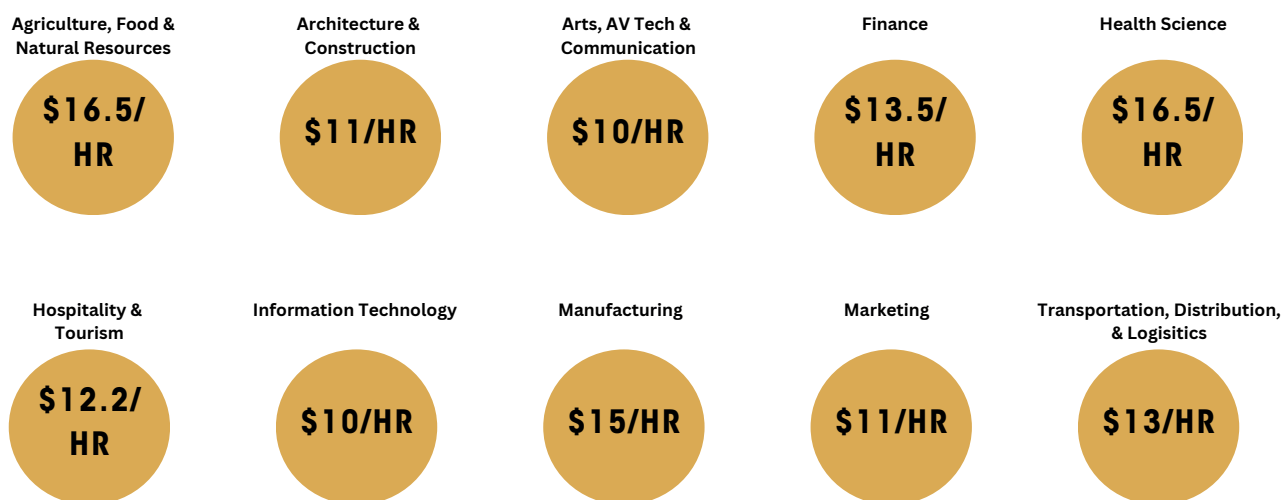 Agriculture, Food &
Natural Resources
$16.5/
HR
Architecture &
Construction
$11/HR
Arts, AV Tech &
Communication
$10/HR
Finance
$13.5/
HR
Health Science
$16.5/
HR
Hospitality &
Tourism
$12.2/
HR
Information Technology
$10/HR
Manufacturing
$15/HR
Marketing
$11/HR
Transportation, Distribution,
& Logisitics
$13/HR